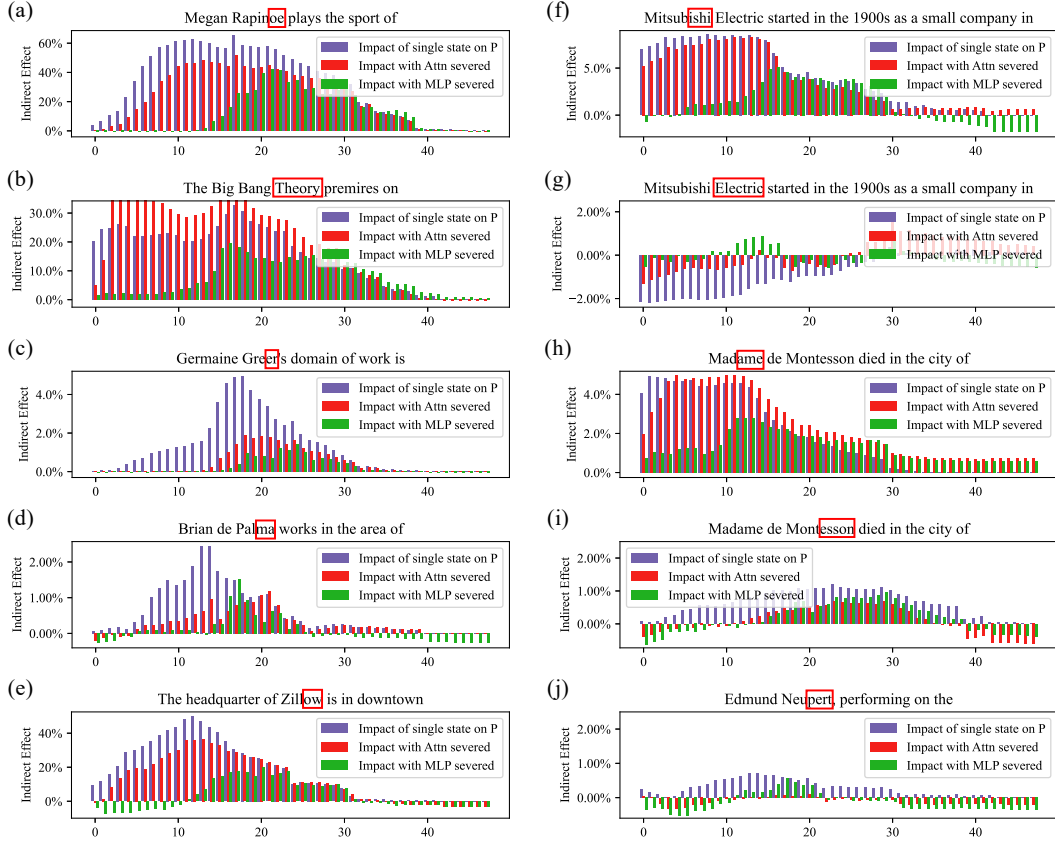 (a)
Megan Rapinoe plays the sport of
Indirect Effect
60%
40%
20%
0%
Impact of single state on P
Impact with Attn severed
Impact with MLP severed
0 10 20 30 40
(b)
The Big Bang Theory premires on
Indirect Effect
30.0%
20.0%
10.0%
0.0%
Impact of single state on P
Impact with Attn severed
Impact with MLP severed
0 10 20 30 40
(c)
Germaine Greer's domain of work is
Indirect Effect
4.0%
2.0%
0.0%
Impact of single state on P
Impact with Attn severed
Impact with MLP severed
0 10 20 30 40
(d)
Brian de Palma works in the area of
Indirect Effect
2.00%
1.00%
0.00%
Impact of single state on P
Impact with Attn severed
Impact with MLP severed
0 10 20 30 40
(e)
The headquarter of Zillow is in downtown
Indirect Effect
40%
20%
0%
Impact of single state on P
Impact with Attn severed
Impact with MLP severed
0 10 20 30 40
(f)
Mitsubishi Electric started in the 1900s as a small company in
Indirect Effect
5.0%
0.0%
Impact of single state on P
Impact with Attn severed
Impact with MLP severed
0 10 20 30 40
(g)
Mitsubishi Electric started in the 1900s as a small company in
Indirect Effect
2.00%
0.00%
−2.00%
Impact of single state on P
Impact with Attn severed
Impact with MLP severed
0 10 20 30 40
(h)
Madame de Montesson died in the city of
Indirect Effect
4.0%
2.0%
0.0%
Impact of single state on P
Impact with Attn severed
Impact with MLP severed
0 10 20 30 40
(i)
Madame de Montesson died in the city of
Indirect Effect
2.00%
1.00%
0.00%
Impact of single state on P
Impact with Attn severed
Impact with MLP severed
0 10 20 30 40
(j)
Edmund Neupert, performing on the
Indirect Effect
2.00%
1.00%
0.00%
Impact of single state on P
Impact with Attn severed
Impact with MLP severed
0 10 20 30 40